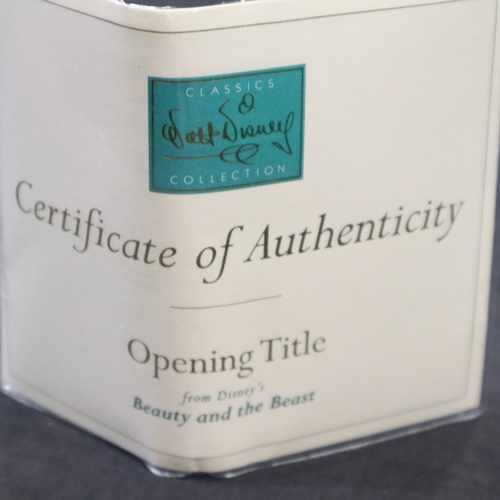 CLASSICS
Walt Disney
COLLECTION
Certificate of Authenticity
Opening Title
from Disney's
Beauty and the Beast